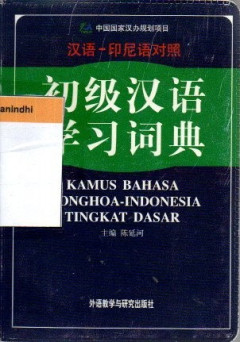 中国国家汉办规划项目
汉语-印尼语对照
初级汉语
学习词典
anindhi
KAMUS BAHASA
ONGHOA-INDONESIA
TINGKAT DASAR
主编 陈延河
外语教学与研究出版社